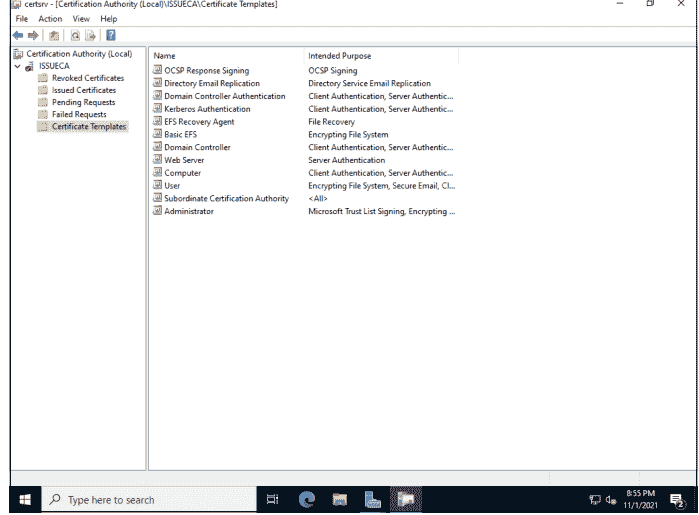 certsrv - [Certification Authority (Local)\ISSUECA\Certificate Templates]
File Action View Help
Certification Authority (Local)
ISSUECA
Revoked Certificates
Issued Certificates
Pending Requests
Failed Requests
Certificate Templates
Name Intended Purpose
OCSP Response Signing OCSP Signing
Directory Email Replication Directory Service Email Replication
Domain Controller Authentication Client Authentication, Server Authentic...
Kerberos Authentication Client Authentication, Server Authentic...
EFS Recovery Agent File Recovery
Basic EFS Encrypting File System
Domain Controller Client Authentication, Server Authentic...
Web Server Server Authentication
Computer Client Authentication, Server Authentic...
User Encrypting File System, Secure Email, Cl...
Subordinate Certification Authority <All>
Administrator Microsoft Trust List Signing, Encrypting ...
Type here to search
8:55 PM
11/1/2021
2